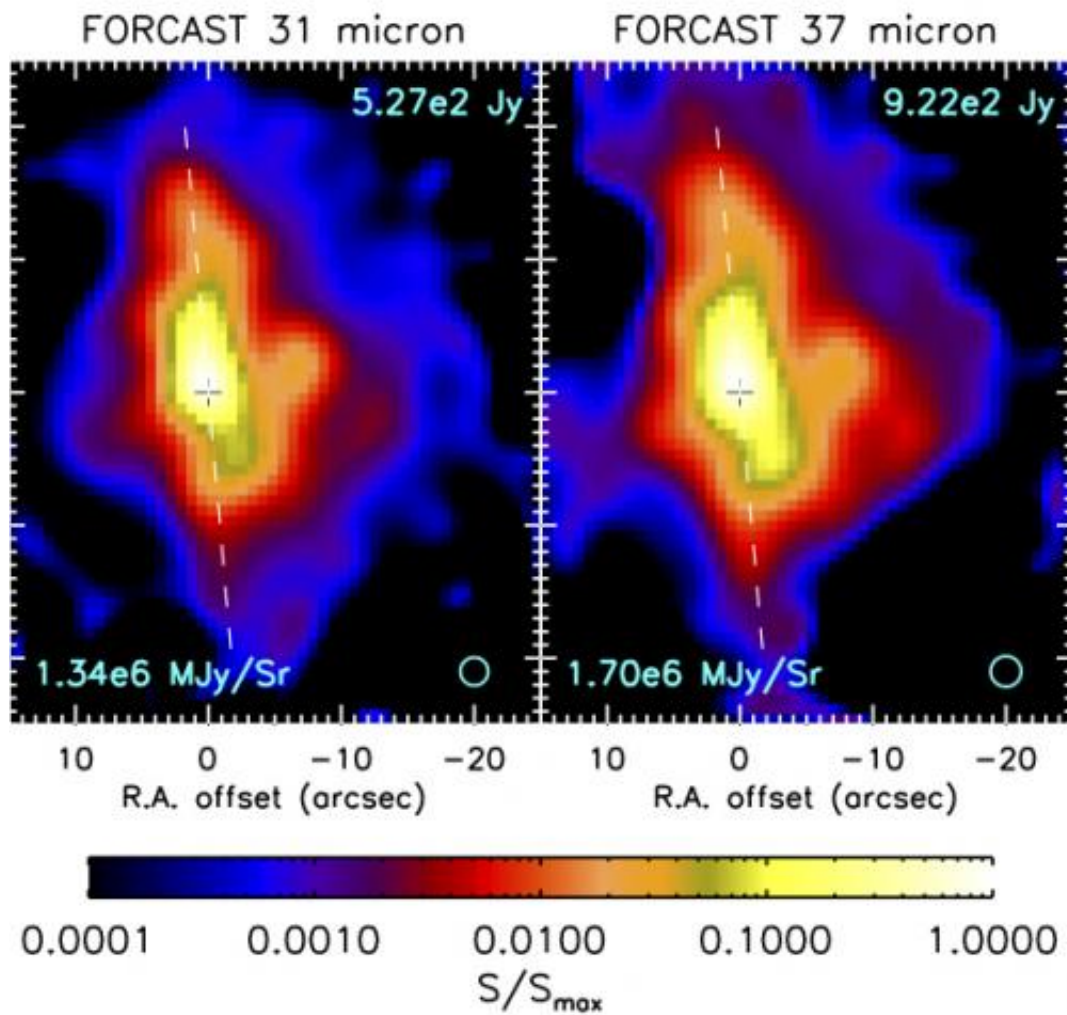 FORCAST 31 micron FORCAST 37 micron
5.27e2 Jy 9.22e2 Jy
1.34e6 MJy/Sr 1.70e6 MJy/Sr
10 0 -10 -20 10 0 -10 -20
R.A. offset (arcsec) R.A. offset (arcsec)
0.0001 0.0010 0.0100 0.1000 1.0000
S/Smax